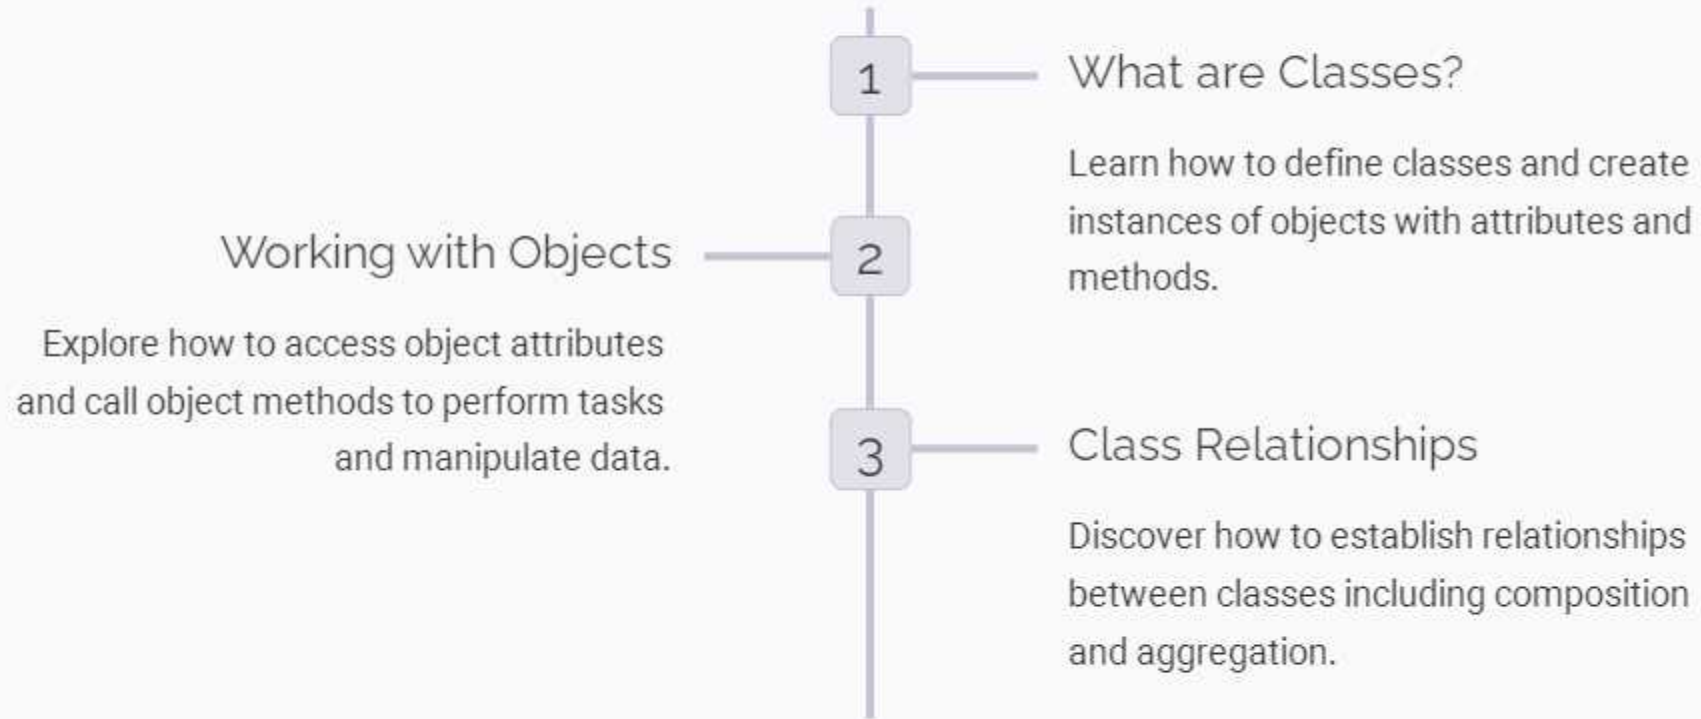 1
What are Classes?
Learn how to define classes and create
instances of objects with attributes and
methods.
2
Working with Objects
Explore how to access object attributes
and call object methods to perform tasks
and manipulate data.
3
Class Relationships
Discover how to establish relationships
between classes including composition
and aggregation.